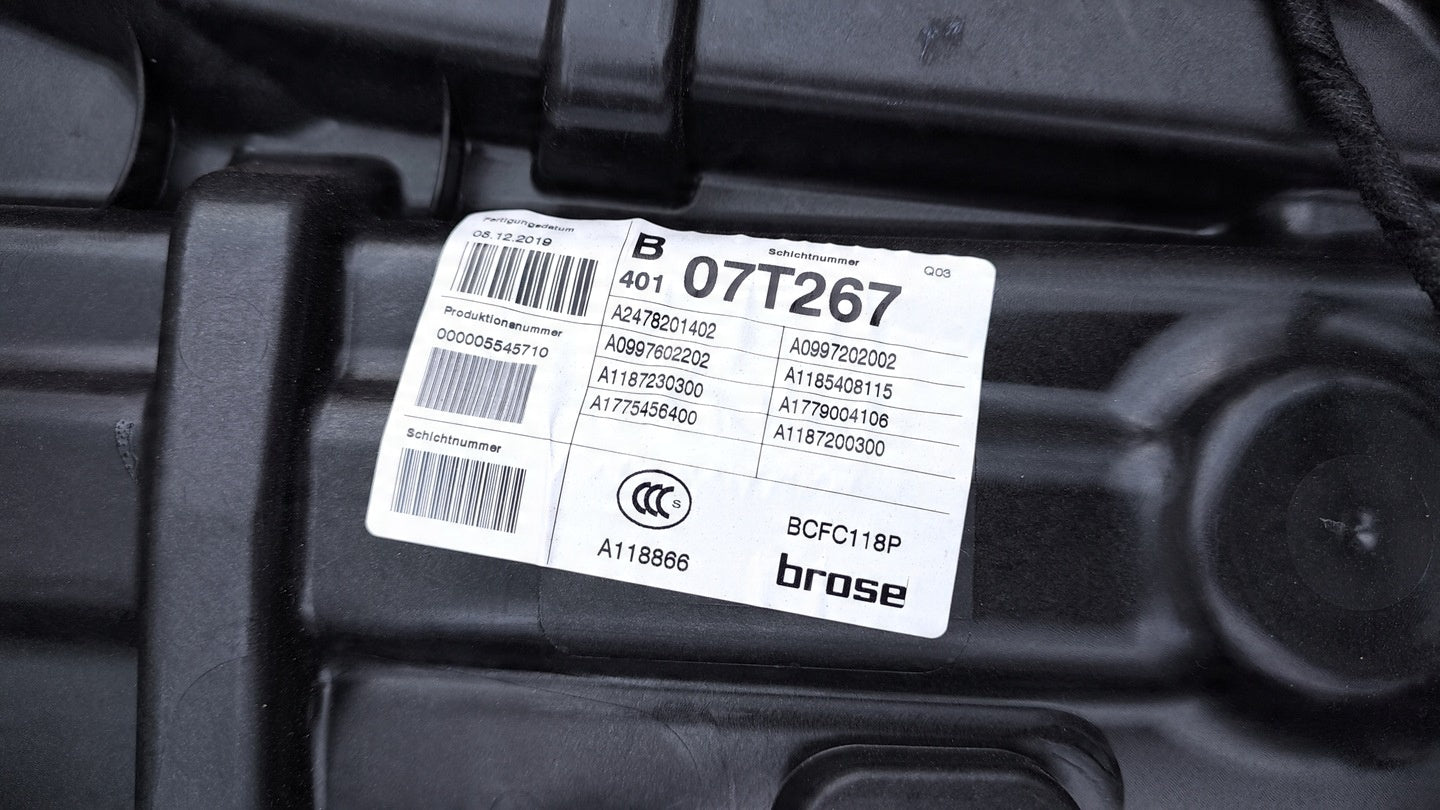 Fertigungsdatum
08.12.2019
Produktionsnummer
000005545710
Schichtnummer
B
401
Schichtnummer
07T267
Q03
A2478201402
A0997602202
A1187230300
A1775456400
A0997202002
A1185408115
A1779004106
A1187200300
CCC S
A118866
BCFC118P
brose